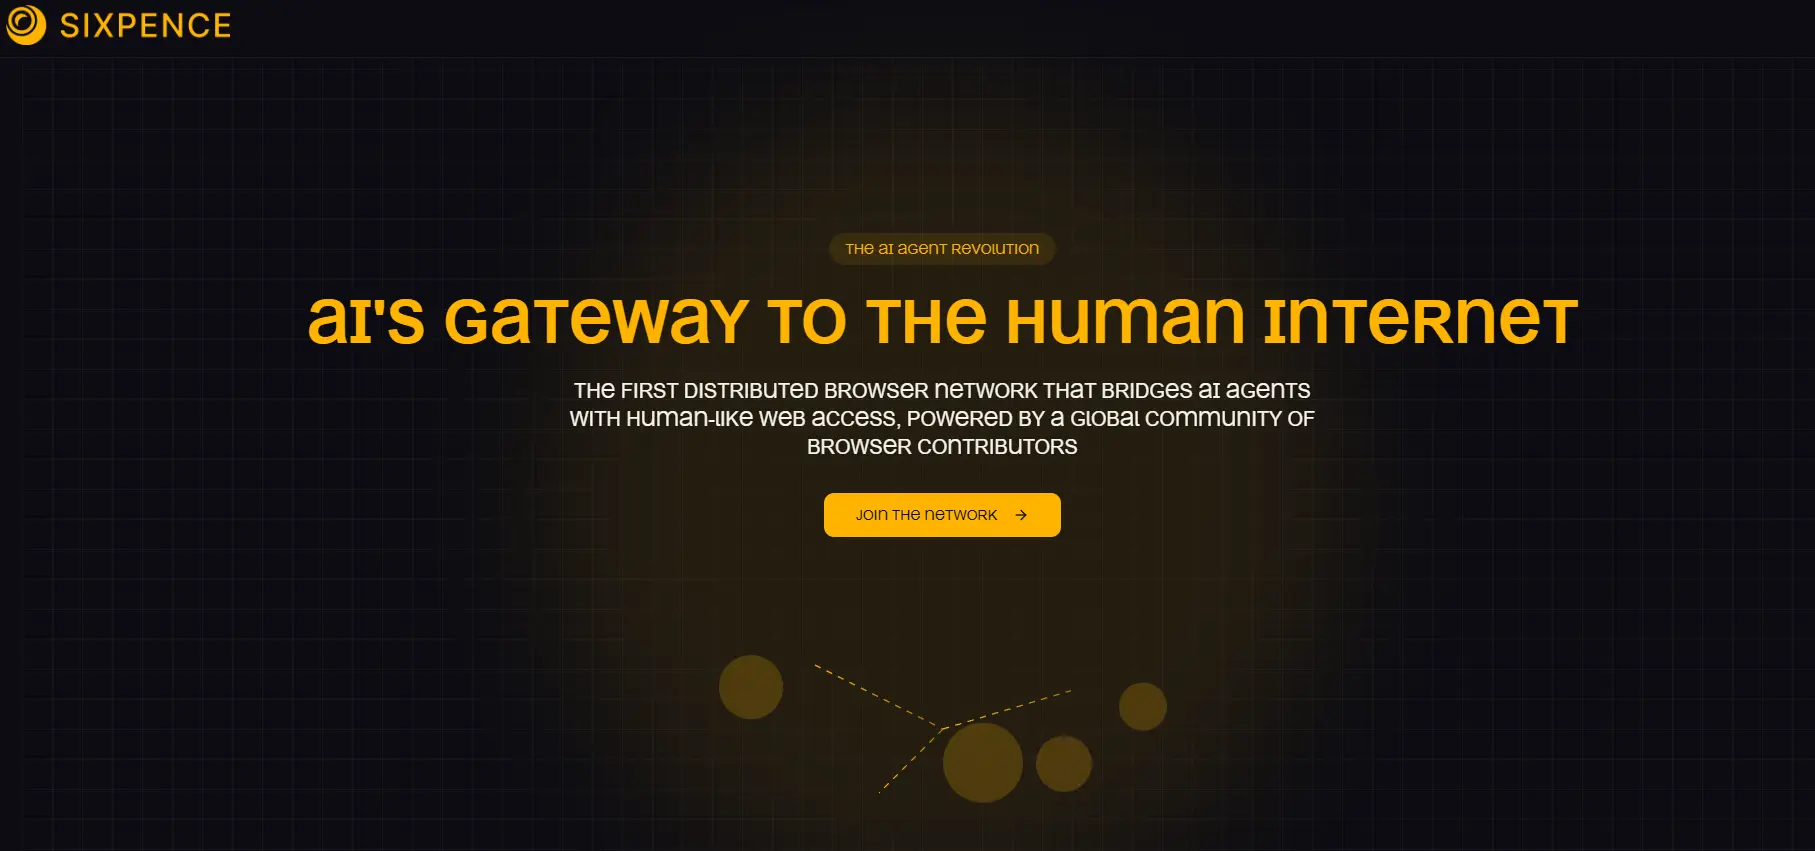 SIXPENCE
THe aI aGenT ReVOluTION
aI'S GaTeWaY TO THe Human InTeRneT
THe FIRST DISTRIBuTeD BROWSeR neTWORK THaT BRIDGes aI aGenTS
WITH Human-lIKe WeB aCCeSS, POWeReD BY a GlOBal COmmunITY OF
BROWSeR COnTRIBuTORS
JOIn THe neTWORK →